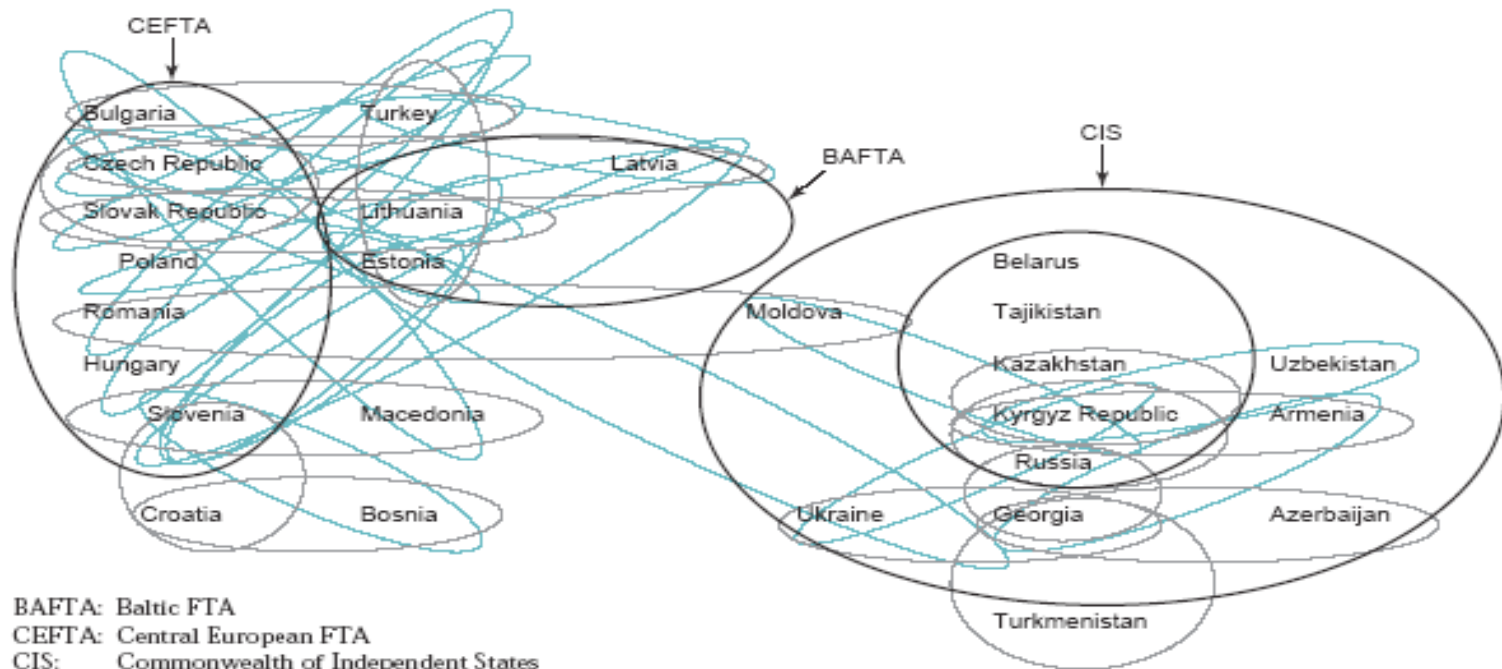 CEFTA
Bulgaria Turkey
CIS
Czech Republic Latvia BAFTA
Slovak Republic Lithuania
Poland Estonia Belarus
Romania Moldova Tajikistan
Hungary Kazakhstan Uzbekistan
Slovenia Macedonia Kyrgyz Republic Armenia
Russia
Croatia Bosnia Ukraine Georgia Azerbaijan
BAFTA: Baltic FTA
CEFTA: Central European FTA
Turkmenistan
CIS: Commonwealth of Independent States